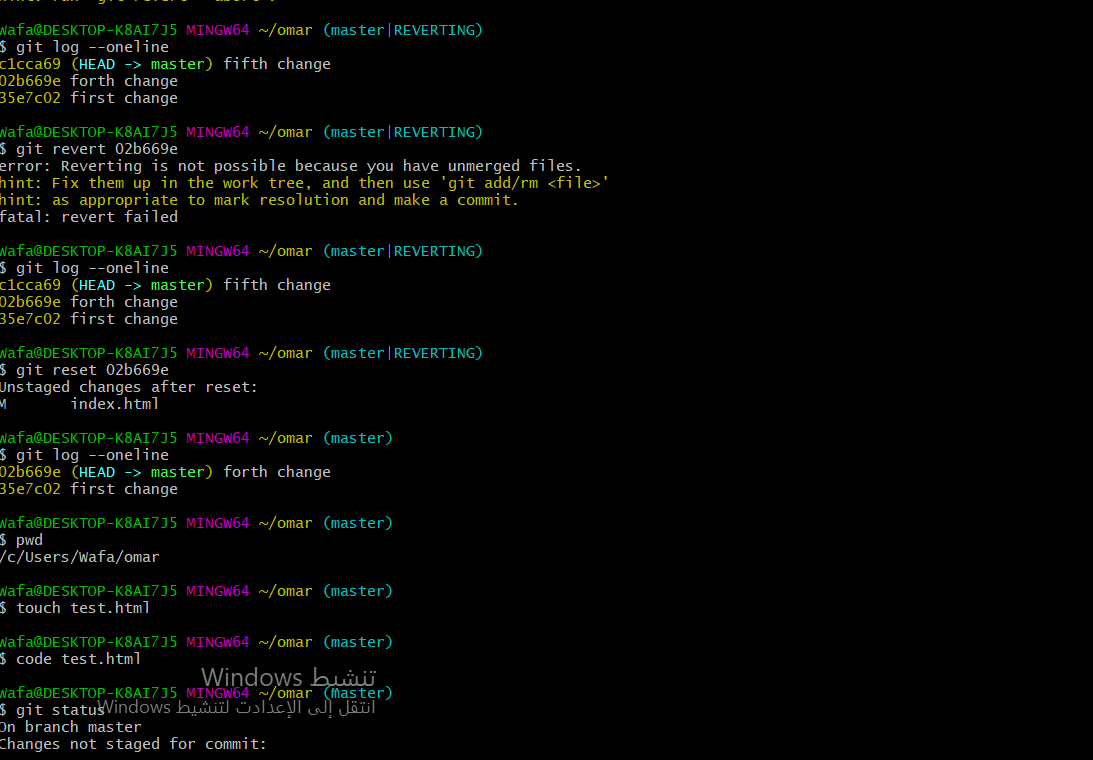 Wafa@DESKTOP-K8AI7J5 MINGW64 ~/omar (master|REVERTING)
$ git log --oneline
c1cca69 (HEAD -> master) fifth change
02b669e forth change
35e7c02 first change
Wafa@DESKTOP-K8AI7J5 MINGW64 ~/omar (master|REVERTING)
$ git revert 02b669e
error: Reverting is not possible because you have unmerged files.
hint: Fix them up in the work tree, and then use 'git add/rm <file>'
hint: as appropriate to mark resolution and make a commit.
fatal: revert failed
Wafa@DESKTOP-K8AI7J5 MINGW64 ~/omar (master|REVERTING)
$ git log --oneline
c1cca69 (HEAD -> master) fifth change
02b669e forth change
35e7c02 first change
Wafa@DESKTOP-K8AI7J5 MINGW64 ~/omar (master|REVERTING)
$ git reset 02b669e
Unstaged changes after reset:
M       index.html
Wafa@DESKTOP-K8AI7J5 MINGW64 ~/omar (master)
$ git log --oneline
02b669e (HEAD -> master) forth change
35e7c02 first change
Wafa@DESKTOP-K8AI7J5 MINGW64 ~/omar (master)
$ pwd
/c/Users/Wafa/omar
Wafa@DESKTOP-K8AI7J5 MINGW64 ~/omar (master)
$ touch test.html
Wafa@DESKTOP-K8AI7J5 MINGW64 ~/omar (master)
$ code test.html
تنشيط Windows
Wafa@DESKTOP-K8AI7J5 MINGW64 ~/omar (master)
$ git status
انتقل إلى الإعدادت لتنشيط Windows
On branch master
Changes not staged for commit: